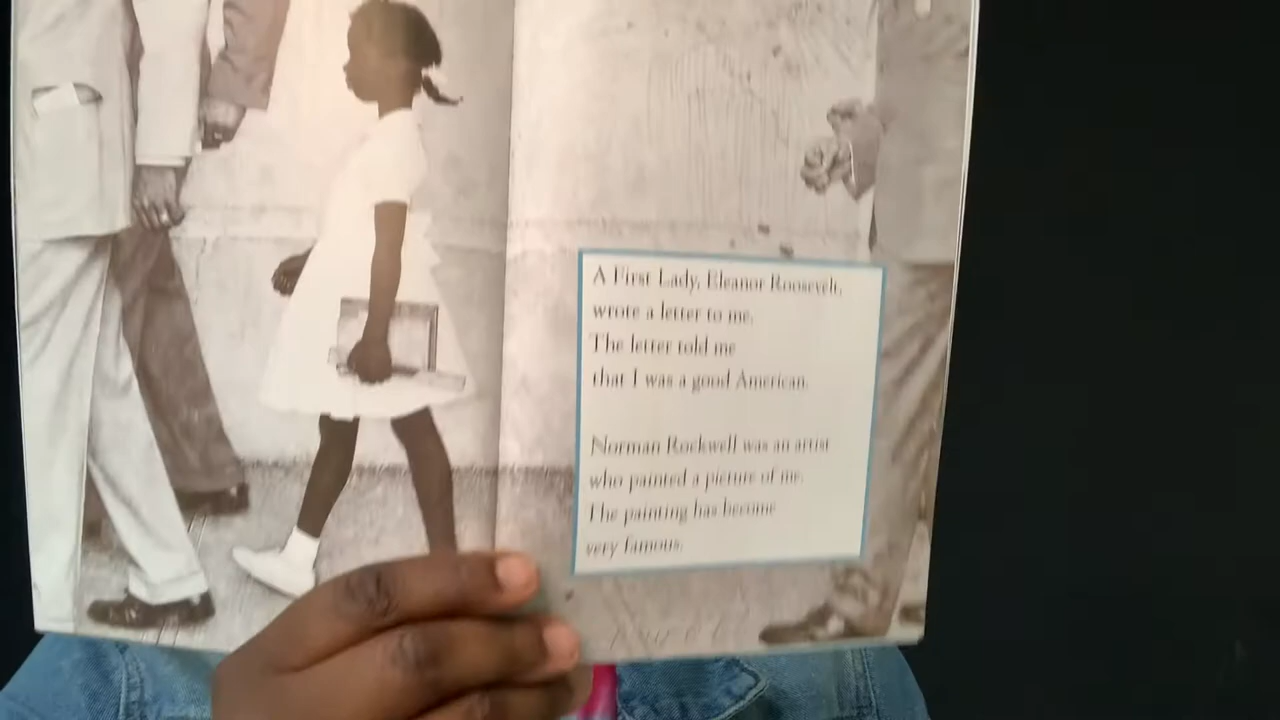 A First Lady, Eleanor Roosevelt,
wrote a letter to me.
The letter told me
that I was a good American.
Norman Rockwell was an artist
who painted a picture of me.
The painting has become
very famous.